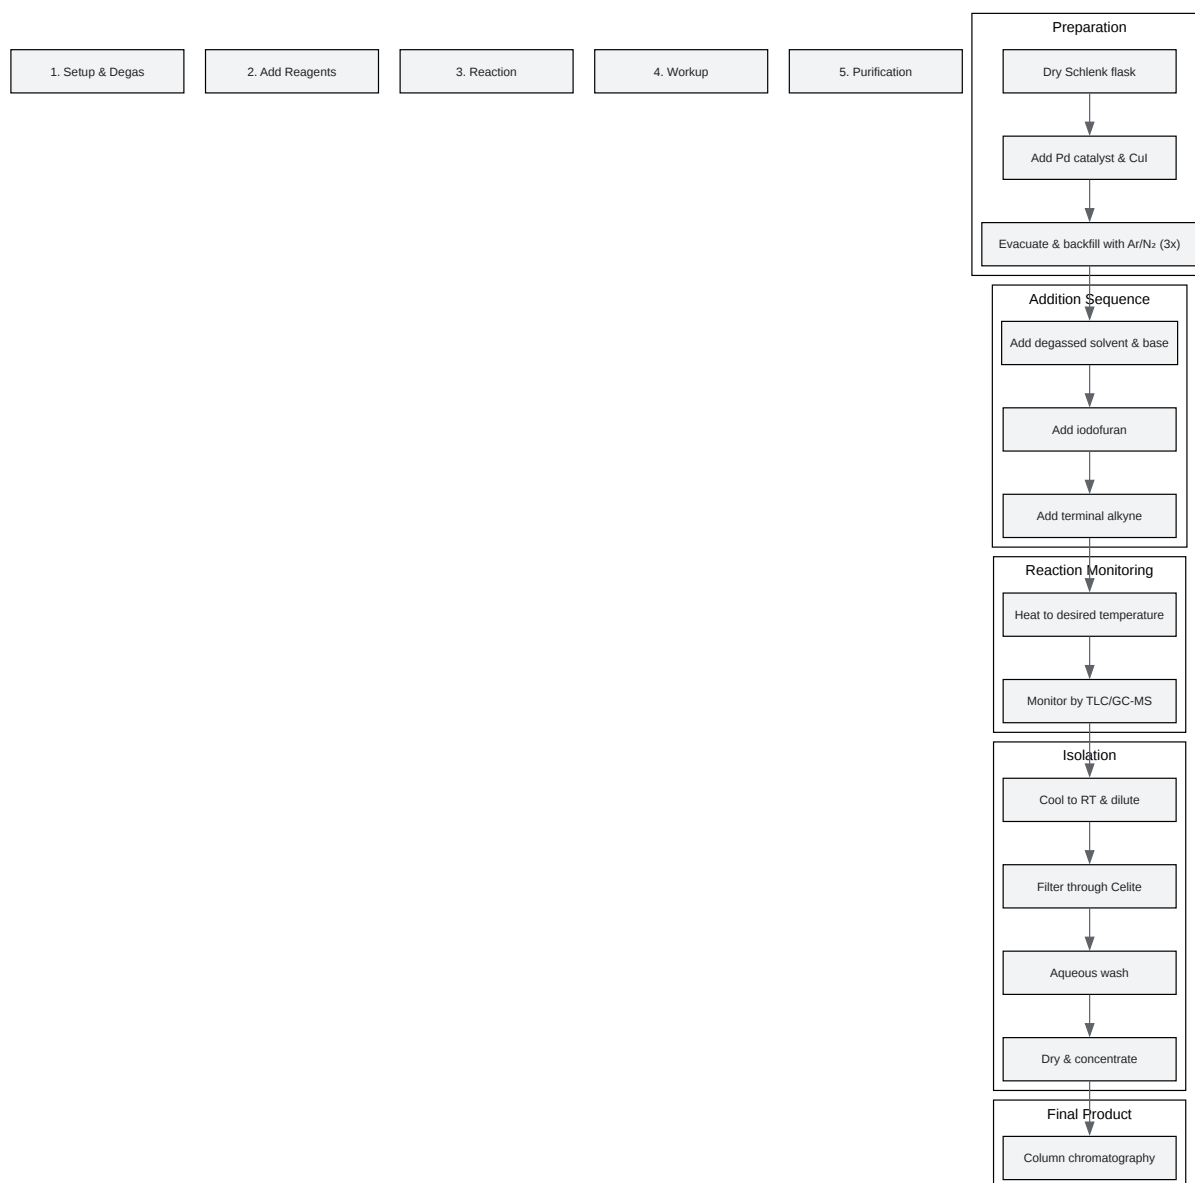 Preparation
1. Setup & Degas
2. Add Reagents
3. Reaction
4. Workup
5. Purification
Dry Schlenk flask
Add Pd catalyst & CuI
Evacuate & backfill with Ar/N₂ (3x)
Addition Sequence
Add degassed solvent & base
Add iodofuran
Add terminal alkyne
Reaction Monitoring
Heat to desired temperature
Monitor by TLC/GC-MS
Isolation
Cool to RT & dilute
Filter through Celite
Aqueous wash
Dry & concentrate
Final Product
Column chromatography